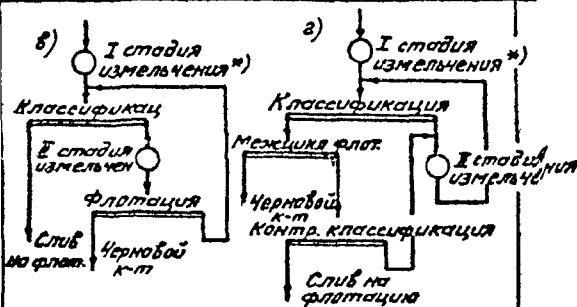 в)
I стадия
измельчения *)
Классификац
II стадия
измельчен
Флотация
Слив
на флот.
Черновой
к-т
г)
I стадия
измельчения *)
Классификация
Межцикл флот.
II стадия
измельчения
Черновой
к-т
Контр. классификация
Слив на
флотацию